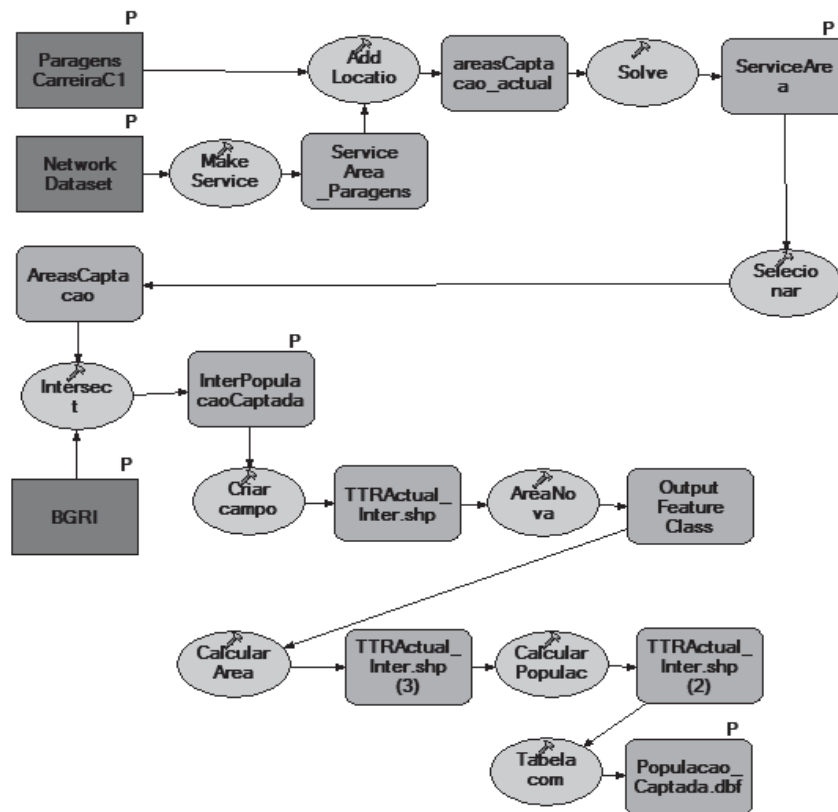 P
P
Paragens
CarreiraC1
Add
Locatio
areasCapta
cao_actual
Solve
ServiceAre
a
P
Network
Dataset
Make
Service
Service
Area
_Paragens
AreasCapta
cao
Selecio
nar
P
Intersec
t
InterPopula
caoCaptada
P
BGRI
Criar
campo
TTRActual_
Inter.shp
AreaNo
va
Output
Feature
Class
Calcular
Area
TTRActual_
Inter.shp
(3)
Calcular
Populac
TTRActual_
Inter.shp
(2)
P
Tabela
com
Populacao_
Captada.dbf